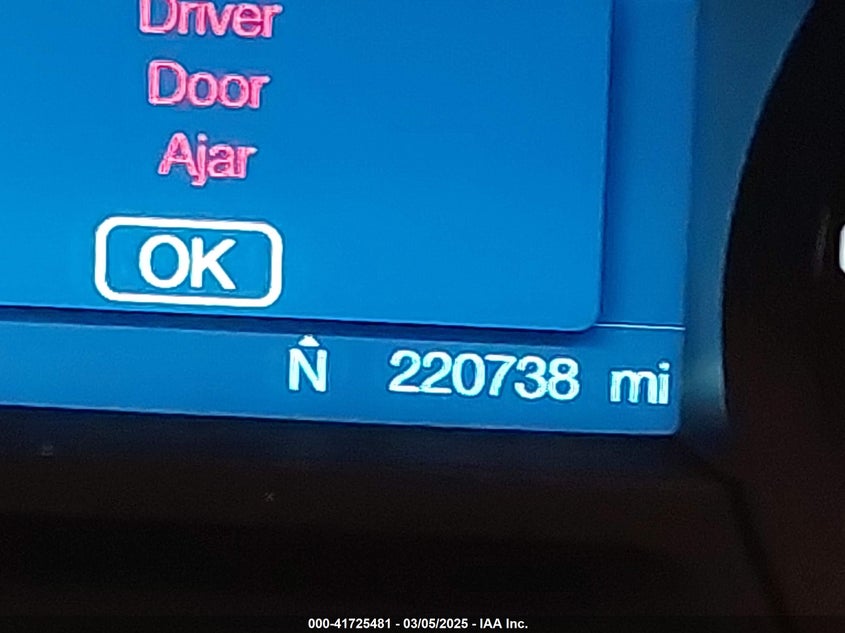 Driver
Door
Ajar
OK
N 220738 mi
000-41725481 - 03/05/2025 - IAA Inc.